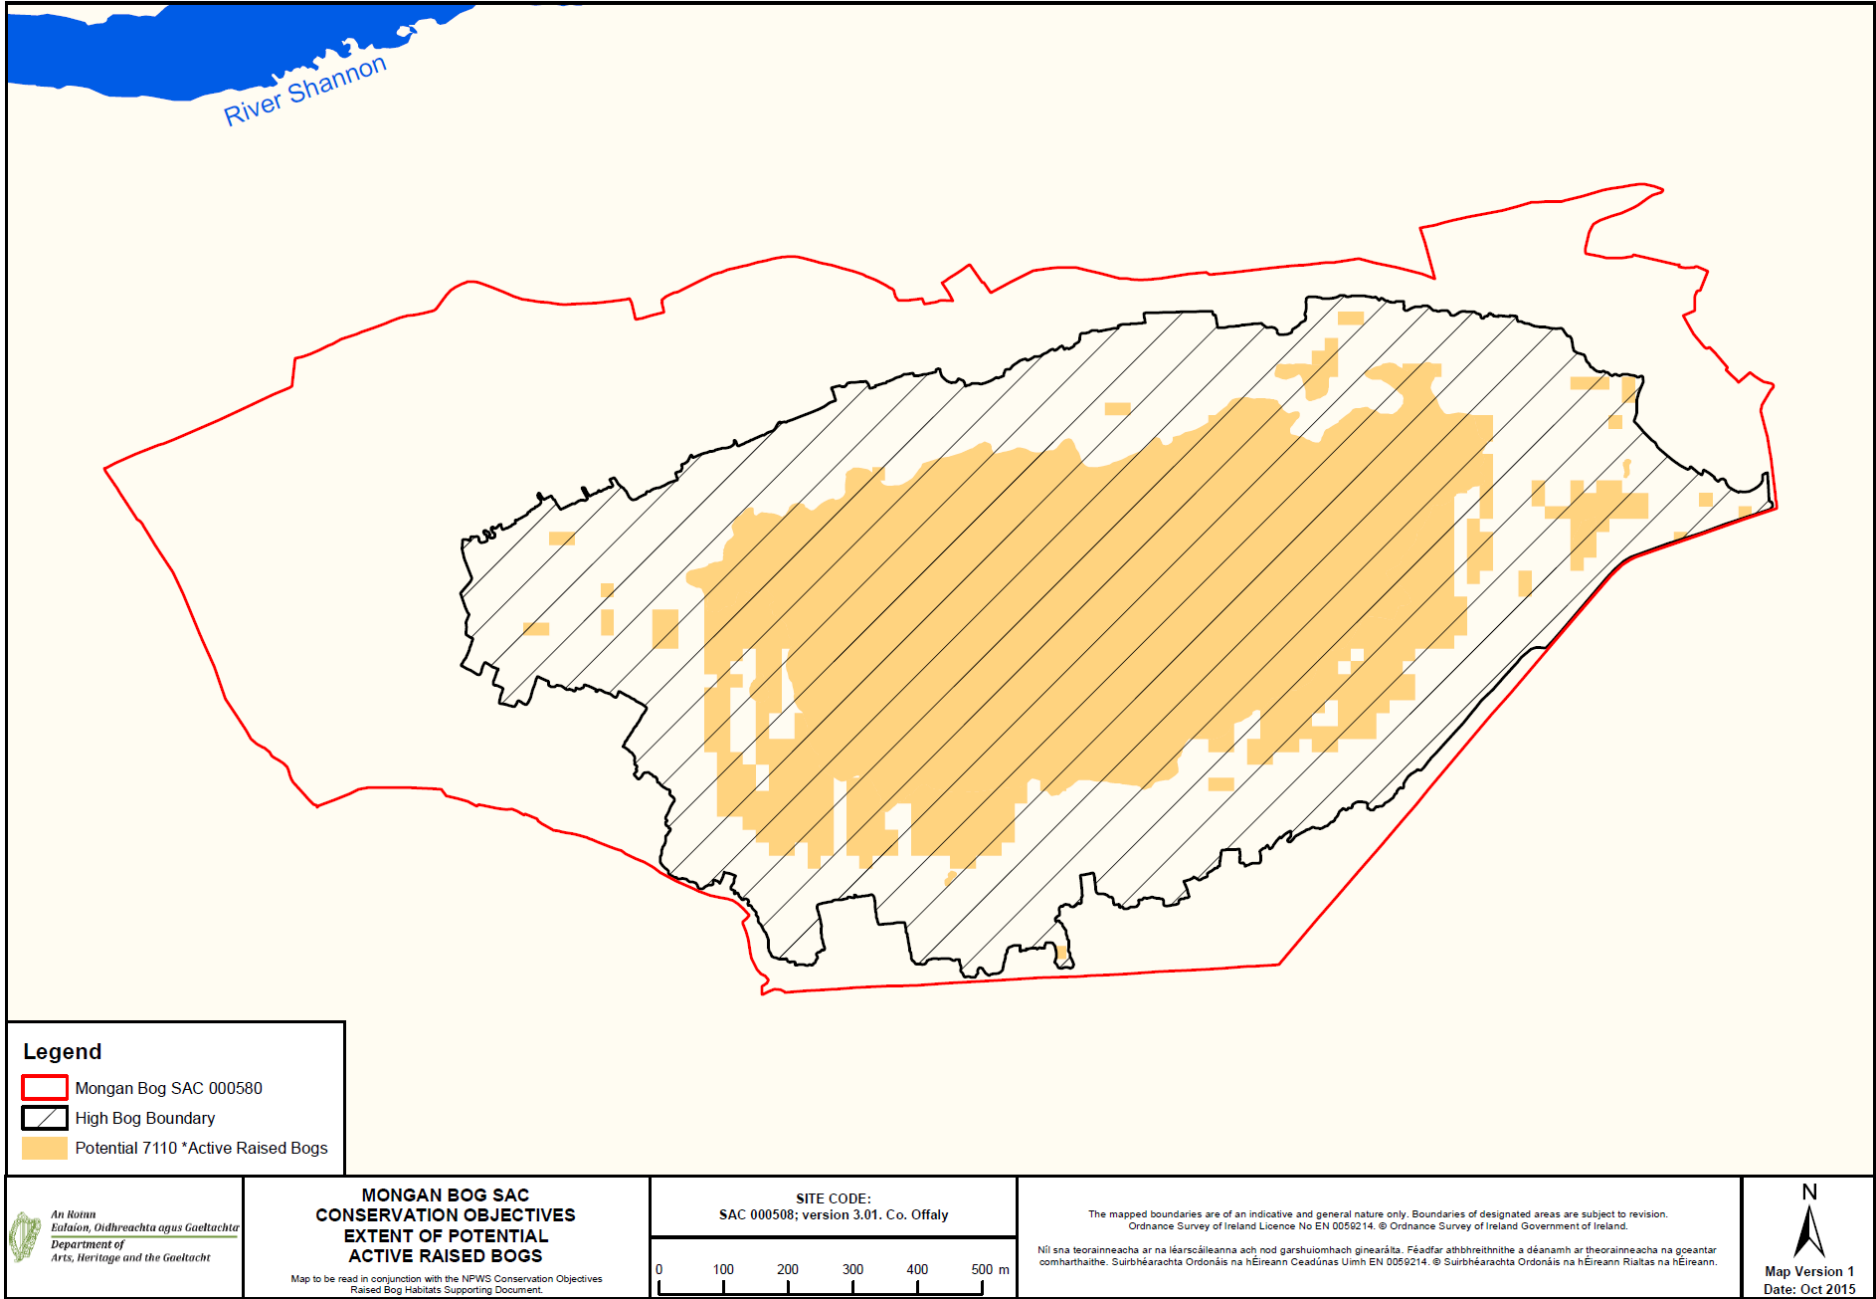 River Shannon
Legend
Mongan Bog SAC 000580
High Bog Boundary
Potential 7110 *Active Raised Bogs
An Roinn
Ealaíon, Oidhreachta agus Gaeltachta
Department of
Arts, Heritage and the Gaeltacht
MONGAN BOG SAC
CONSERVATION OBJECTIVES
EXTENT OF POTENTIAL
ACTIVE RAISED BOGS
Map to be read in conjunction with the NPWS Conservation Objectives
Raised Bog Habitats Supporting Document.
SITE CODE:
SAC 000508; version 3.01. Co. Offaly
0 100 200 300 400 500 m
The mapped boundaries are of an indicative and general nature only. Boundaries of designated areas are subject to revision.
Ordnance Survey of Ireland Licence No EN 0059214. © Ordnance Survey of Ireland Government of Ireland.
Níl sna teorainneacha ar na léarscáileanna ach nod garshuiomhach ginearálta. Féadfar athbhreithnithe a déanamh ar theorainneacha na gceantar
comharthaithe. Suirbhéarachta Ordonáis na hÉireann Ceadúnas Uimh EN 0059214. © Suirbhéarachta Ordonáis na hÉireann Rialtas na hÉireann.
N
Map Version 1
Date: Oct 2015